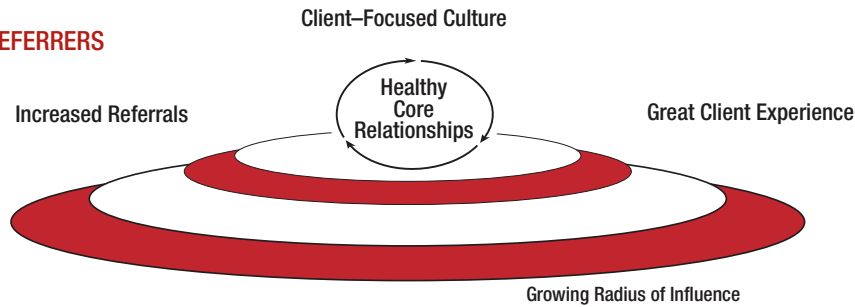 Client–Focused Culture
EFERRERS
Healthy
Core
Relationships
Increased Referrals
Great Client Experience
Growing Radius of Influence